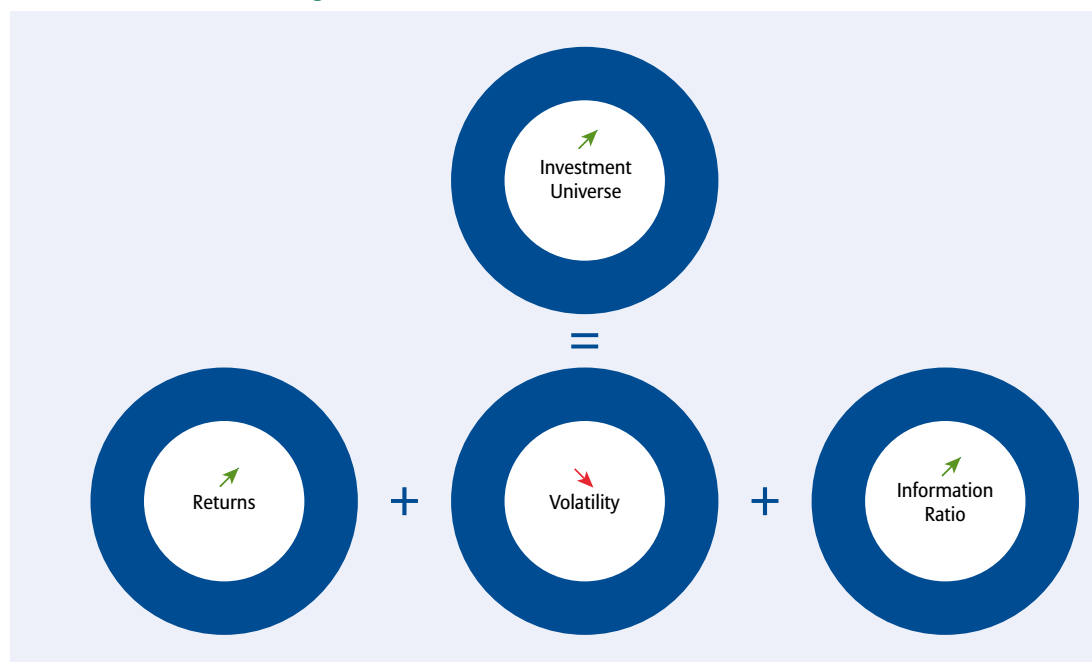 Investment
Universe
=
Returns
+
Volatility
+
Information
Ratio